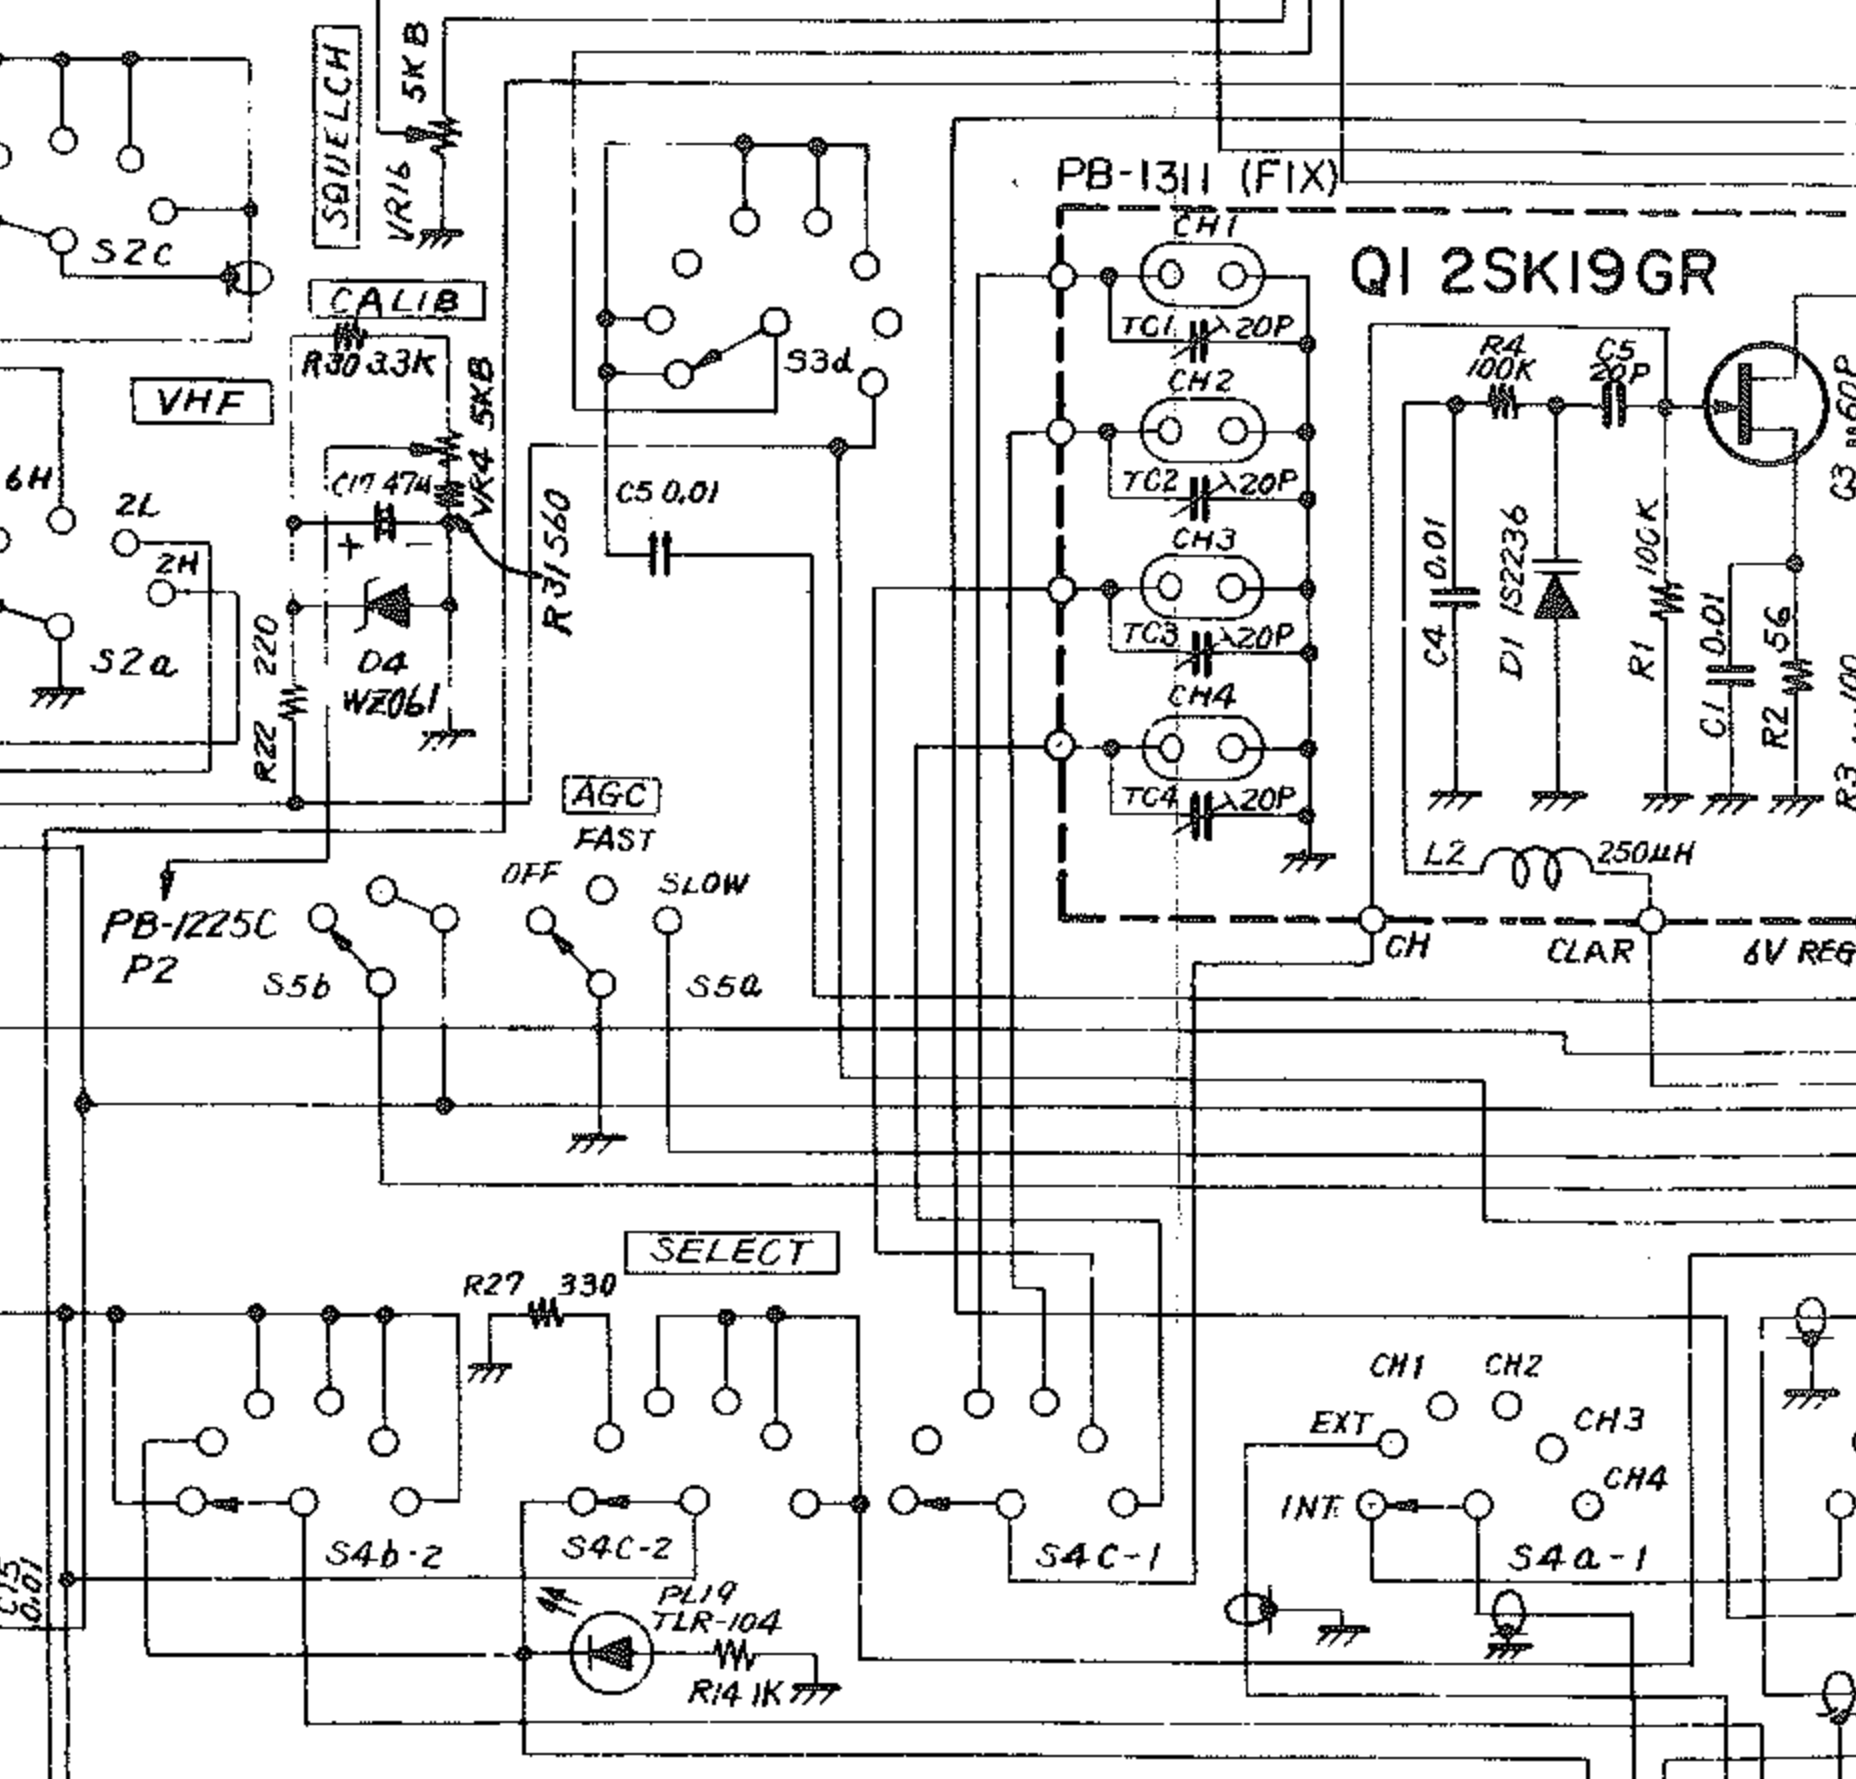 SQUELCH
VR16 5KB
S2C
CALIB
R30 33K
VR4 5KB
VHF
6H
2L
2H
S2a
C17 47µ
+ −
R31 560
D4
WZ061
R22 220
S3d
C5 0.01
PB-1311 (FIX)
CH1
TC1 20P
CH2
TC2 20P
CH3
TC3 20P
CH4
TC4 20P
Q1 2SK19GR
R4
100K
C5
20P
C4 0.01
D1 1S2236
R1 100K
C1 0.01
R2 56
R3
L2 250µH
CH
CLAR
6V REG
AGC
FAST
OFF
SLOW
PB-1225C
P2
S5b
S5a
SELECT
R27 330
S4b-2
S4C-2
S4C-1
CH1
CH2
CH3
CH4
EXT
INT
S4a-1
C15
0.01
PL19
TLR-104
R14 1K